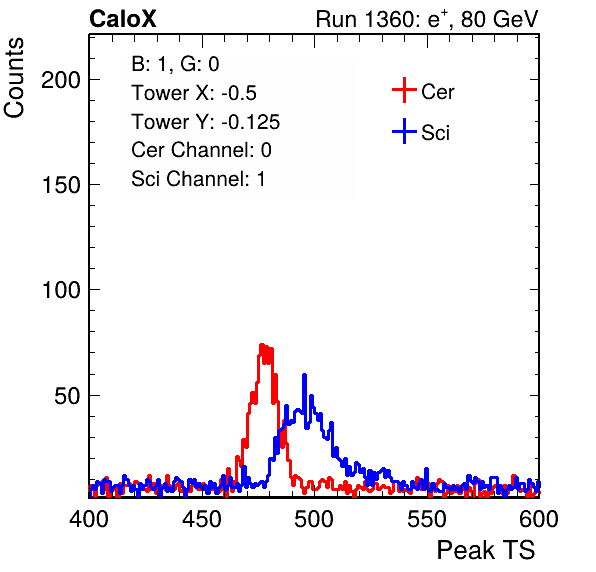 CaloX Run 1360: e⁺, 80 GeV
Counts
B: 1, G: 0
Tower X: -0.5
Tower Y: -0.125
Cer Channel: 0
Sci Channel: 1
Cer
Sci
200
150
100
50
400 450 500 550 600
Peak TS